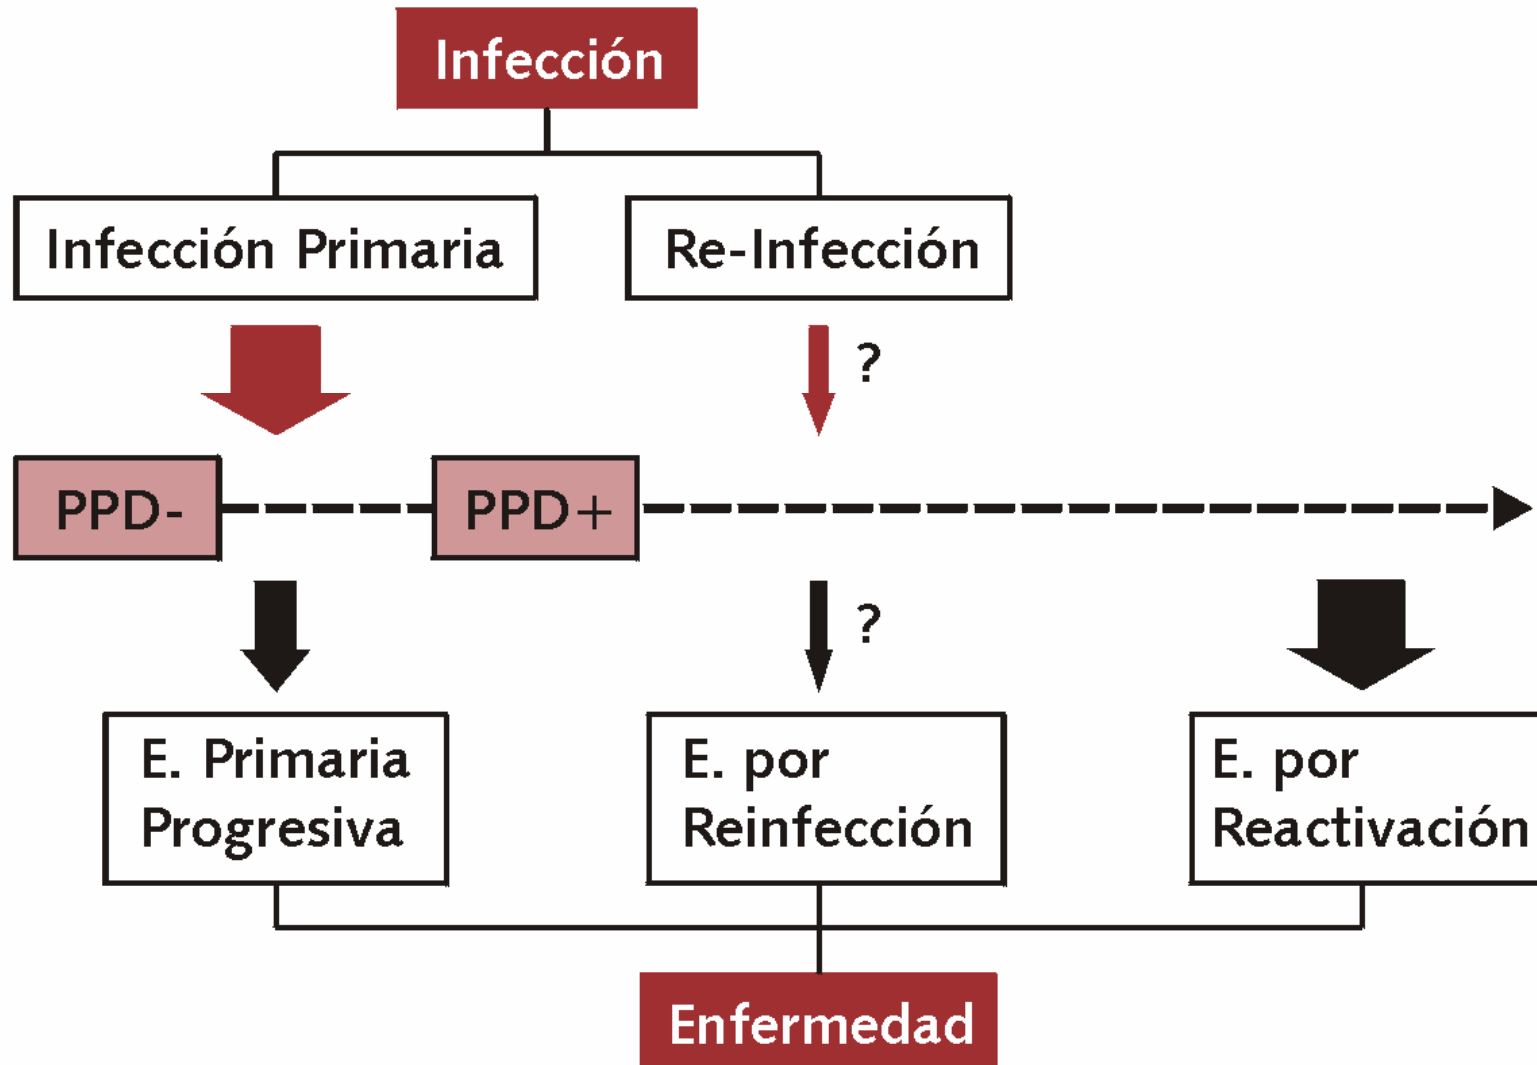 Infección
Infección Primaria
Re-Infección
?
PPD-
PPD+
?
E. Primaria
Progresiva
E. por
Reinfección
E. por
Reactivación
Enfermedad